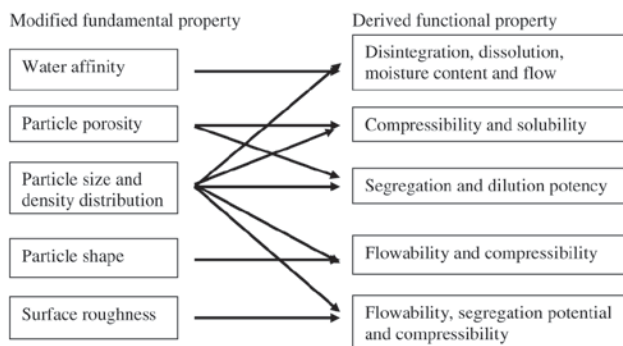 Modified fundamental property
Derived functional property
Water affinity
Disintegration, dissolution,
moisture content and flow
Particle porosity
Compressibility and solubility
Particle size and
density distribution
Segregation and dilution potency
Particle shape
Flowability and compressibility
Surface roughness
Flowability, segregation potential
and compressibility